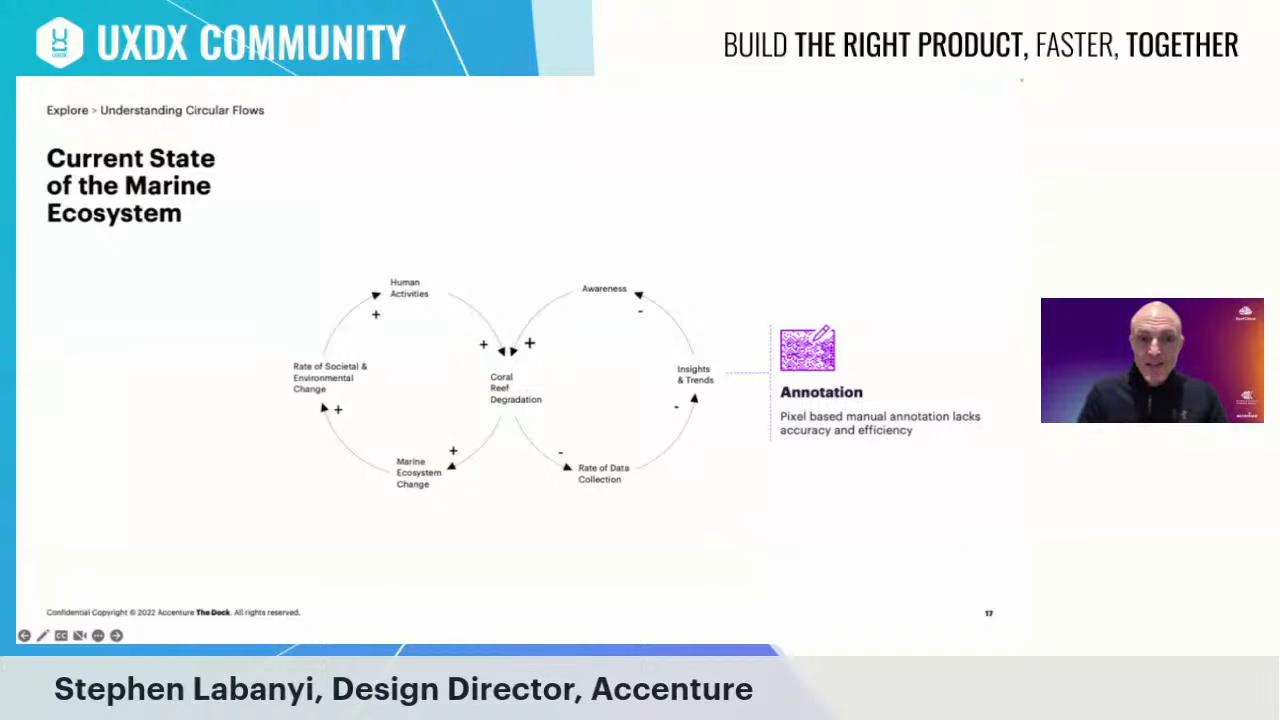 UXDX COMMUNITY
BUILD THE RIGHT PRODUCT, FASTER, TOGETHER
Explore > Understanding Circular Flows
Current State
of the Marine
Ecosystem
Human
Activities
+
+
Coral
Reef
Degradation
+
Marine
Ecosystem
Change
+
Rate of Societal &
Environmental
Change
Awareness
+
-
Insights
& Trends
-
Rate of Data
Collection
-
Annotation
Pixel based manual annotation lacks
accuracy and efficiency
Confidential Copyright © 2022 Accenture The Dock. All rights reserved.
17
CC
Stephen Labanyi, Design Director, Accenture